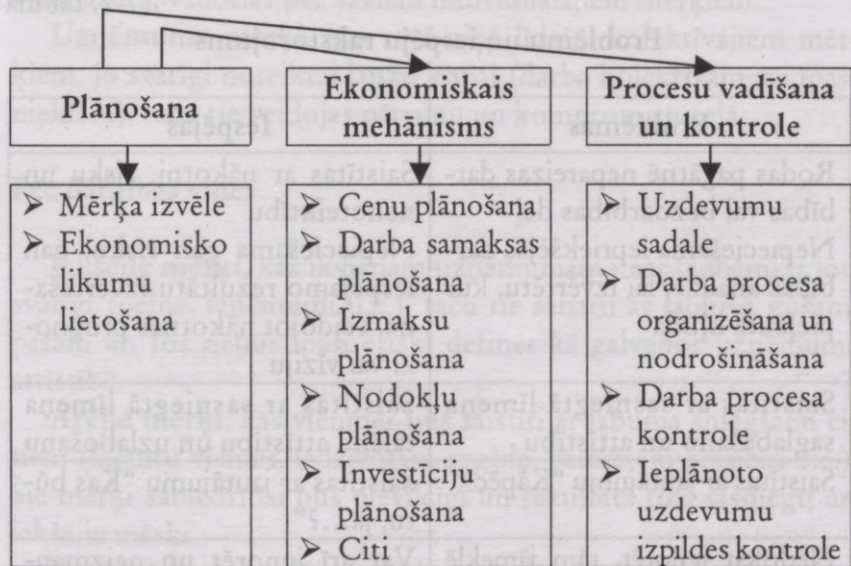 Plānošana
Ekonomiskais
mehānisms
Procesu vadīšana
un kontrole
➤ Mērķa izvēle
➤ Ekonomisko
likumu
lietošana
➤ Cenu plānošana
➤ Darba samaksas
plānošana
➤ Izmaksu
plānošana
➤ Nodokļu
plānošana
➤ Investīciju
plānošana
➤ Citi
➤ Uzdevumu
sadale
➤ Darba procesa
organizēšana un
nodrošināšana
➤ Darba procesa
kontrole
➤ Ieplānoto
uzdevumu
izpildes kontrole